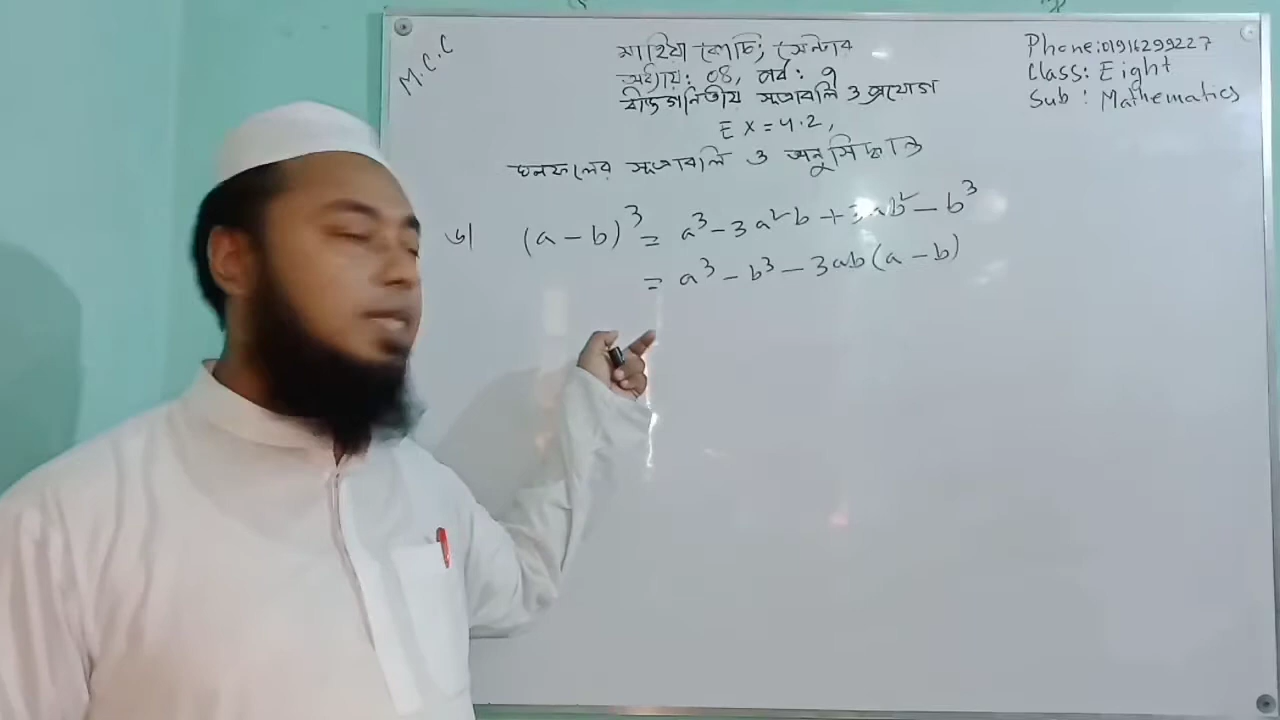 M.C.C
মাহিয়া কোচিং সেন্টার
অধ্যায়: 04, পর্ব: ৭
বীজগণিতীয় সূত্রাবলি ও প্রয়োগ
EX = 4.2,
ঘনফলের সূত্রাবলি ও অনুসিদ্ধান্ত
Phone:01916299227
Class: Eight
Sub : Mathematics
৬| (a - b)³ = a³ - 3a²b + 3ab² - b³
= a³ - b³ - 3ab(a - b)